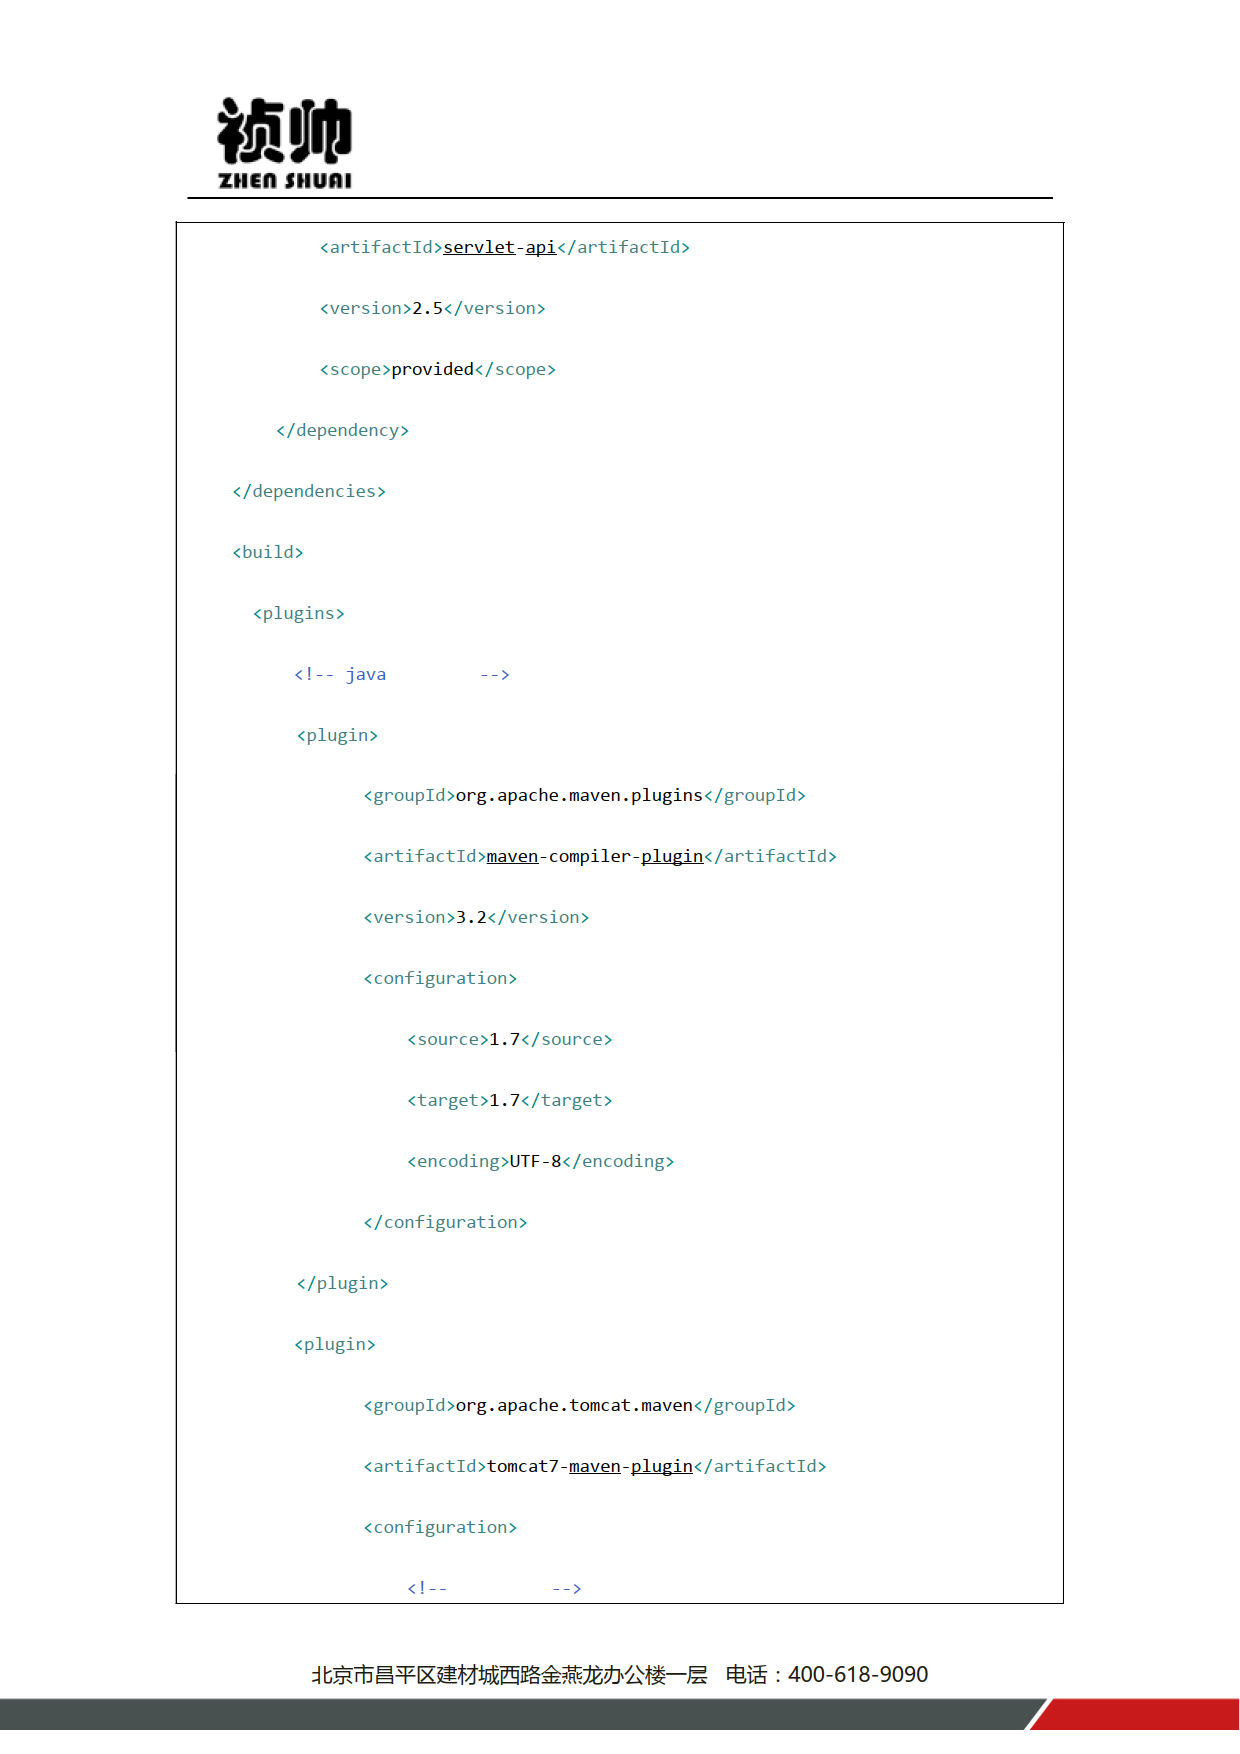 祯帅
ZHEN SHUAI
<artifactId>servlet-api</artifactId>
<version>2.5</version>
<scope>provided</scope>
</dependency>
</dependencies>
<build>
<plugins>
<!-- java -->
<plugin>
<groupId>org.apache.maven.plugins</groupId>
<artifactId>maven-compiler-plugin</artifactId>
<version>3.2</version>
<configuration>
<source>1.7</source>
<target>1.7</target>
<encoding>UTF-8</encoding>
</configuration>
</plugin>
<plugin>
<groupId>org.apache.tomcat.maven</groupId>
<artifactId>tomcat7-maven-plugin</artifactId>
<configuration>
<!-- -->
北京市昌平区建材城西路金燕龙办公楼一层 电话：400-618-9090